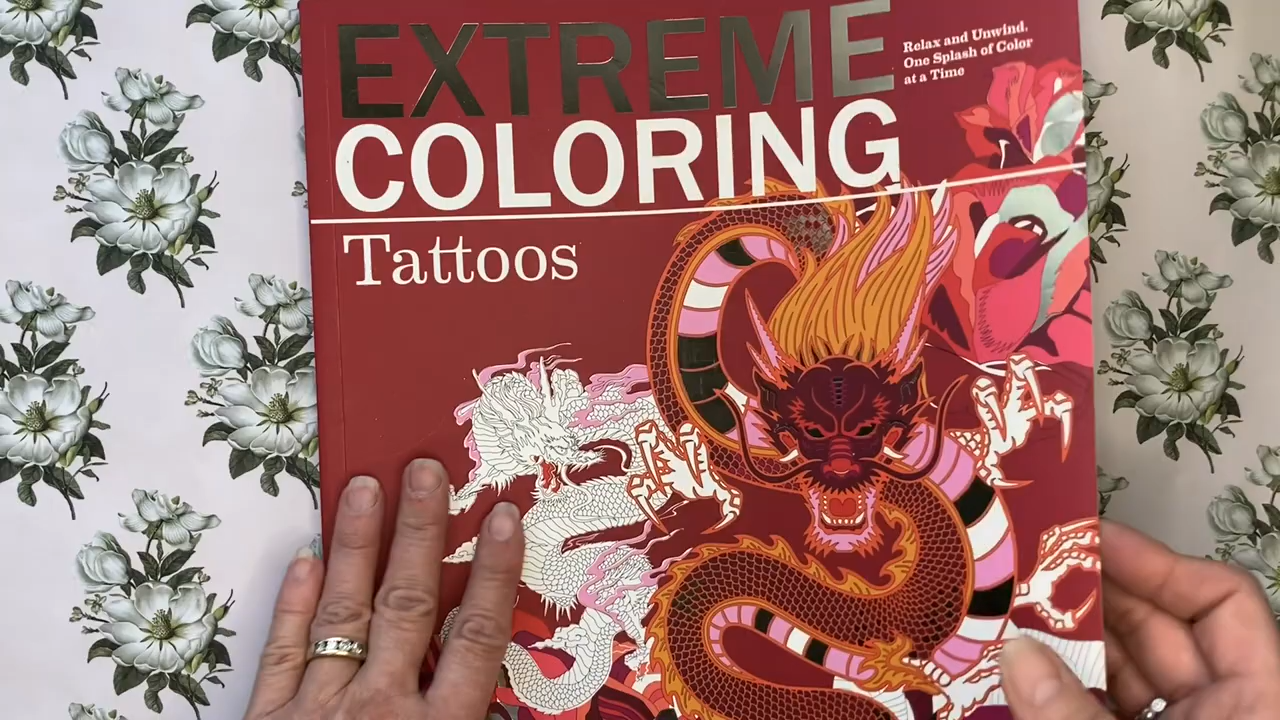 EXTREME
COLORING
Tattoos
Relax and Unwind,
One Splash of Color
at a Time